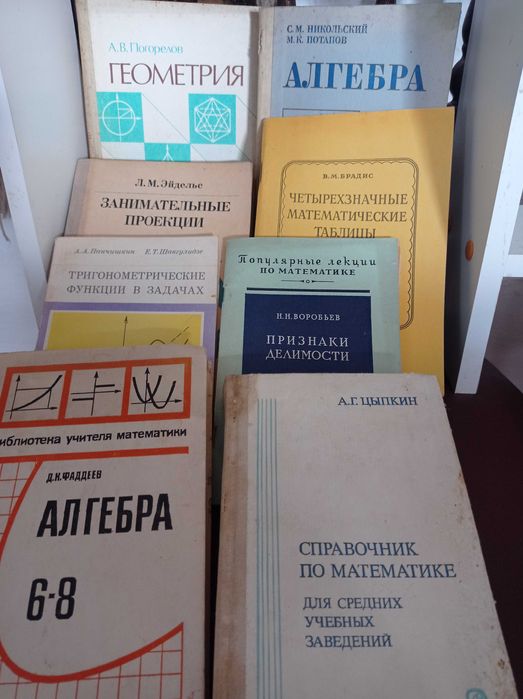 А.В.Погорелов
ГЕОМЕТРИЯ
С.М. НИКОЛЬСКИЙ
М.К. ПОТАПОВ
АЛГЕБРА
Л.М. Эйдельс
ЗАНИМАТЕЛЬНЫЕ
ПРОЕКЦИИ
В.М. БРАДИС
ЧЕТЫРЕХЗНАЧНЫЕ
МАТЕМАТИЧЕСКИЕ
ТАБЛИЦЫ
А.А. Панчишкин Е.Т. Шавгулидзе
ТРИГОНОМЕТРИЧЕСКИЕ
ФУНКЦИИ В ЗАДАЧАХ
Популярные лекции
ПО МАТЕМАТИКЕ
Н.Н. ВОРОБЬЕВ
ПРИЗНАКИ
ДЕЛИМОСТИ
иблиотека учителя математики
Д.К. ФАДДЕЕВ
АЛГЕБРА
6-8
А.Г. ЦЫПКИН
СПРАВОЧНИК
ПО МАТЕМАТИКЕ
ДЛЯ СРЕДНИХ
УЧЕБНЫХ
ЗАВЕДЕНИЙ